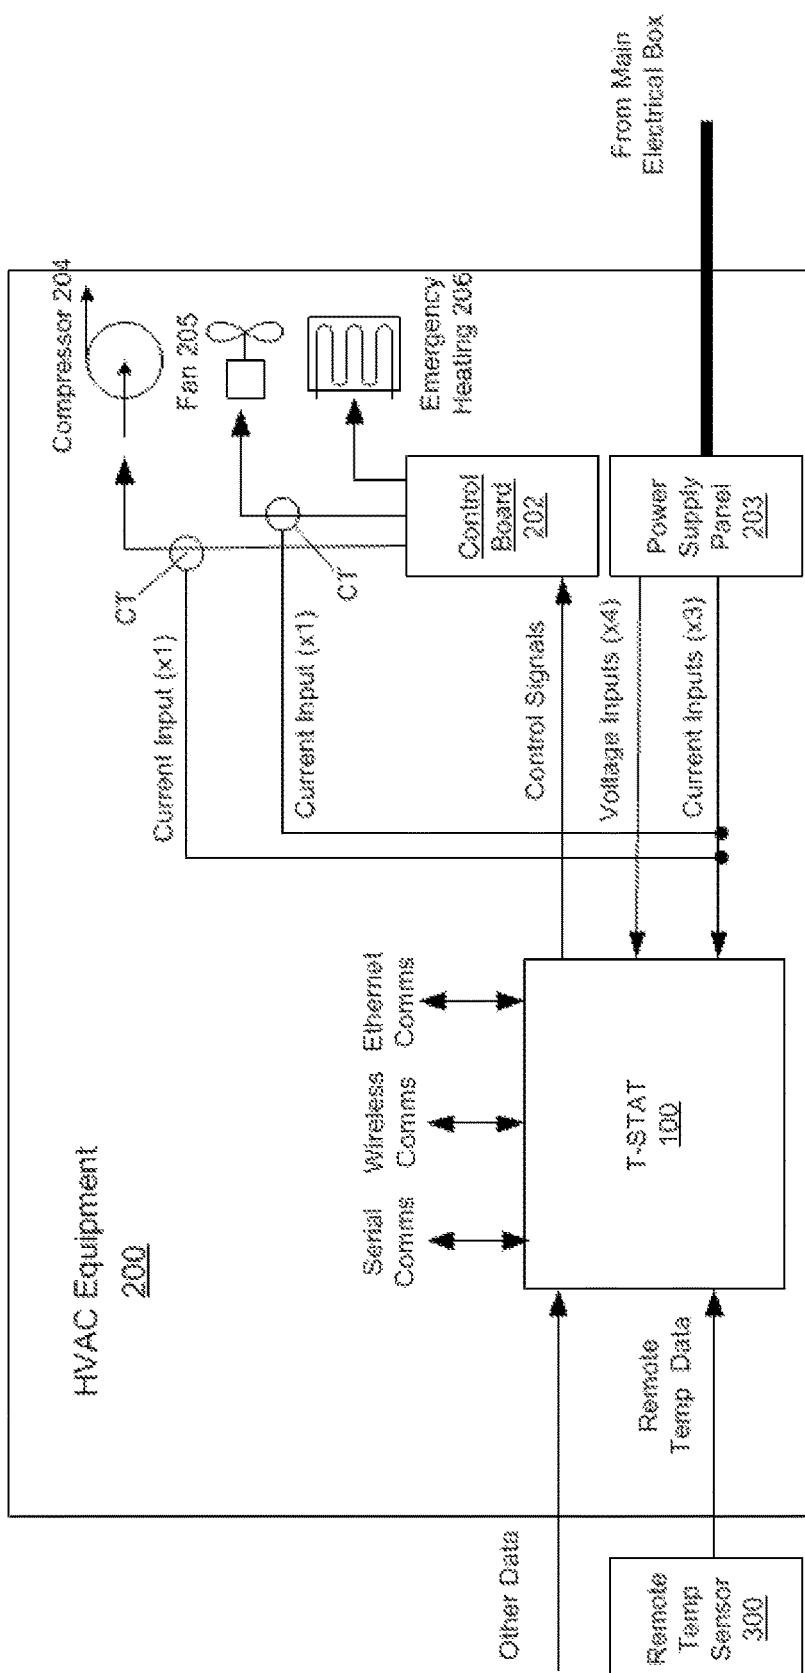 HVAC Equipment
200
Compressor 204
Fan 205
Emergency
Heating 206
From Main
Electrical Box
CT
CT
Current Input (x1)
Current Input (x1)
Control
Board
202
Control Signals
Voltage Inputs (x4)
Current Inputs (x3)
Power
Supply
Panel
203
Serial
Comms
Wireless
Comms
Ethernet
Comms
T-STAT
100
Other Data
Remote
Temp Data
Remote
Temp
Sensor
300